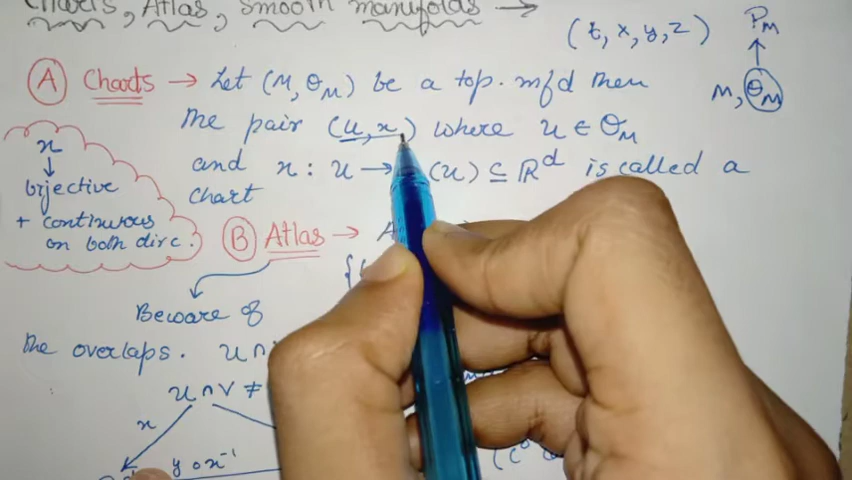 Charts, Atlas, Smooth manifolds →
(t, x, y, z)
P_M
M, O_M
(A) Charts → Let (M, O_M) be a top. mfd then
the pair (U, x) where U ∈ O_M
and x : U → (U) ⊆ ℝ^d is called a
chart
x
↓
bijective
+ continuous
on both dirc.
(B) Atlas → A
Beware of
the overlaps. U ∩
U ∩ V ≠
x
y o x⁻¹